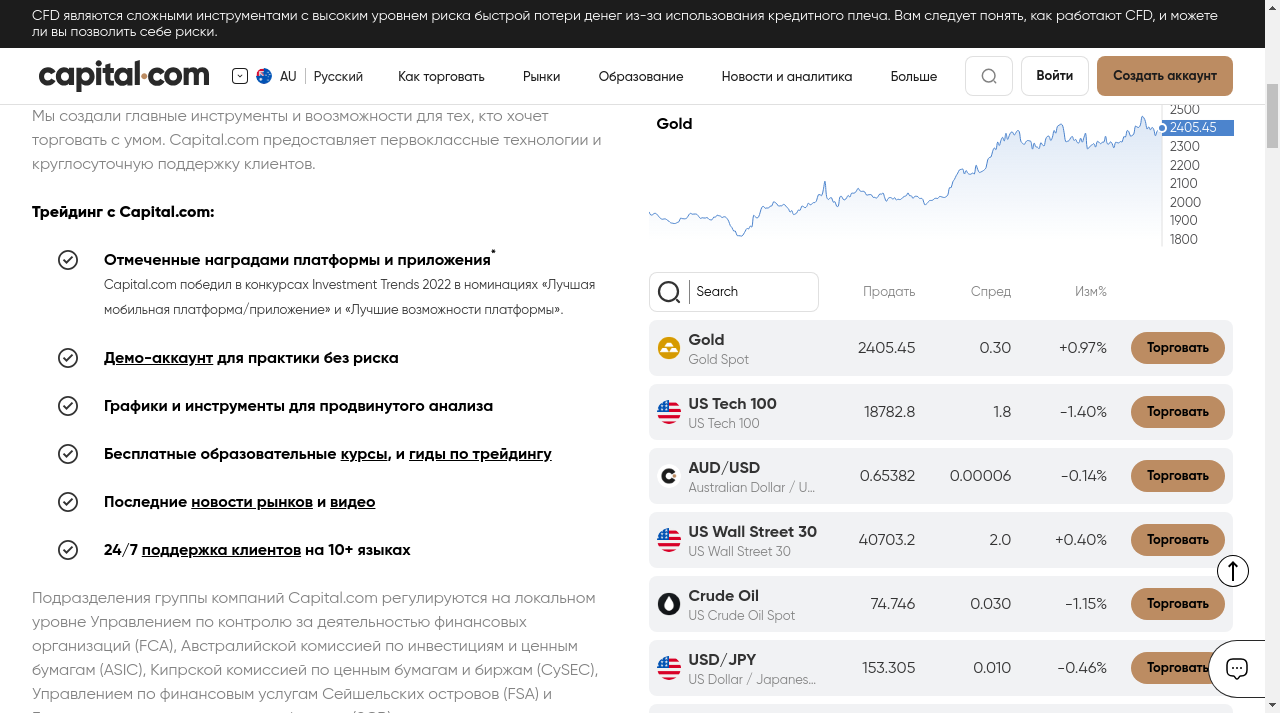 CFD являются сложными инструментами с высоким уровнем риска быстрой потери денег из-за использования кредитного плеча. Вам следует понять, как работают CFD, и можете
ли вы позволить себе риски.
capital.com
AU
Русский
Как торговать
Рынки
Образование
Новости и аналитика
Больше
Войти
Создать аккаунт
Мы создали главные инструменты и воозможности для тех, кто хочет
торговать с умом. Capital.com предоставляет первоклассные технологии и
круглосуточную поддержку клиентов.
Трейдинг с Capital.com:
Отмеченные наградами платформы и приложения*
Capital.com победил в конкурсах Investment Trends 2022 в номинациях «Лучшая
мобильная платформа/приложение» и «Лучшие возможности платформы».
Демо-аккаунт для практики без риска
Графики и инструменты для продвинутого анализа
Бесплатные образовательные курсы, и гиды по трейдингу
Последние новости рынков и видео
24/7 поддержка клиентов на 10+ языках
Подразделения группы компаний Capital.com регулируются на локальном
уровне Управлением по контролю за деятельностью финансовых
организаций (FCA), Австралийской комиссией по инвестициям и ценным
бумагам (ASIC), Кипрской комиссией по ценным бумагам и биржам (CySEC),
Управлением по финансовым услугам Сейшельских островов (FSA) и
Gold
2500
2405.45
2300
2200
2100
2000
1900
1800
Search
Продать
Спред
Изм%
Gold
Gold Spot
2405.45
0.30
+0.97%
Торговать
US Tech 100
US Tech 100
18782.8
1.8
-1.40%
Торговать
AUD/USD
Australian Dollar / U...
0.65382
0.00006
-0.14%
Торговать
US Wall Street 30
US Wall Street 30
40703.2
2.0
+0.40%
Торговать
Crude Oil
US Crude Oil Spot
74.746
0.030
-1.15%
Торговать
USD/JPY
US Dollar / Japanes...
153.305
0.010
-0.46%
Торговать